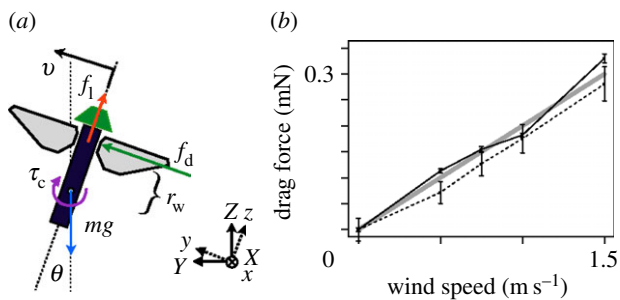 (a)
υ
f_l
f_d
τ_c
r_w
mg
θ
Z z
y
Y X
x
(b)
drag force (mN)
0.3
0 1.5
wind speed (m s⁻¹)